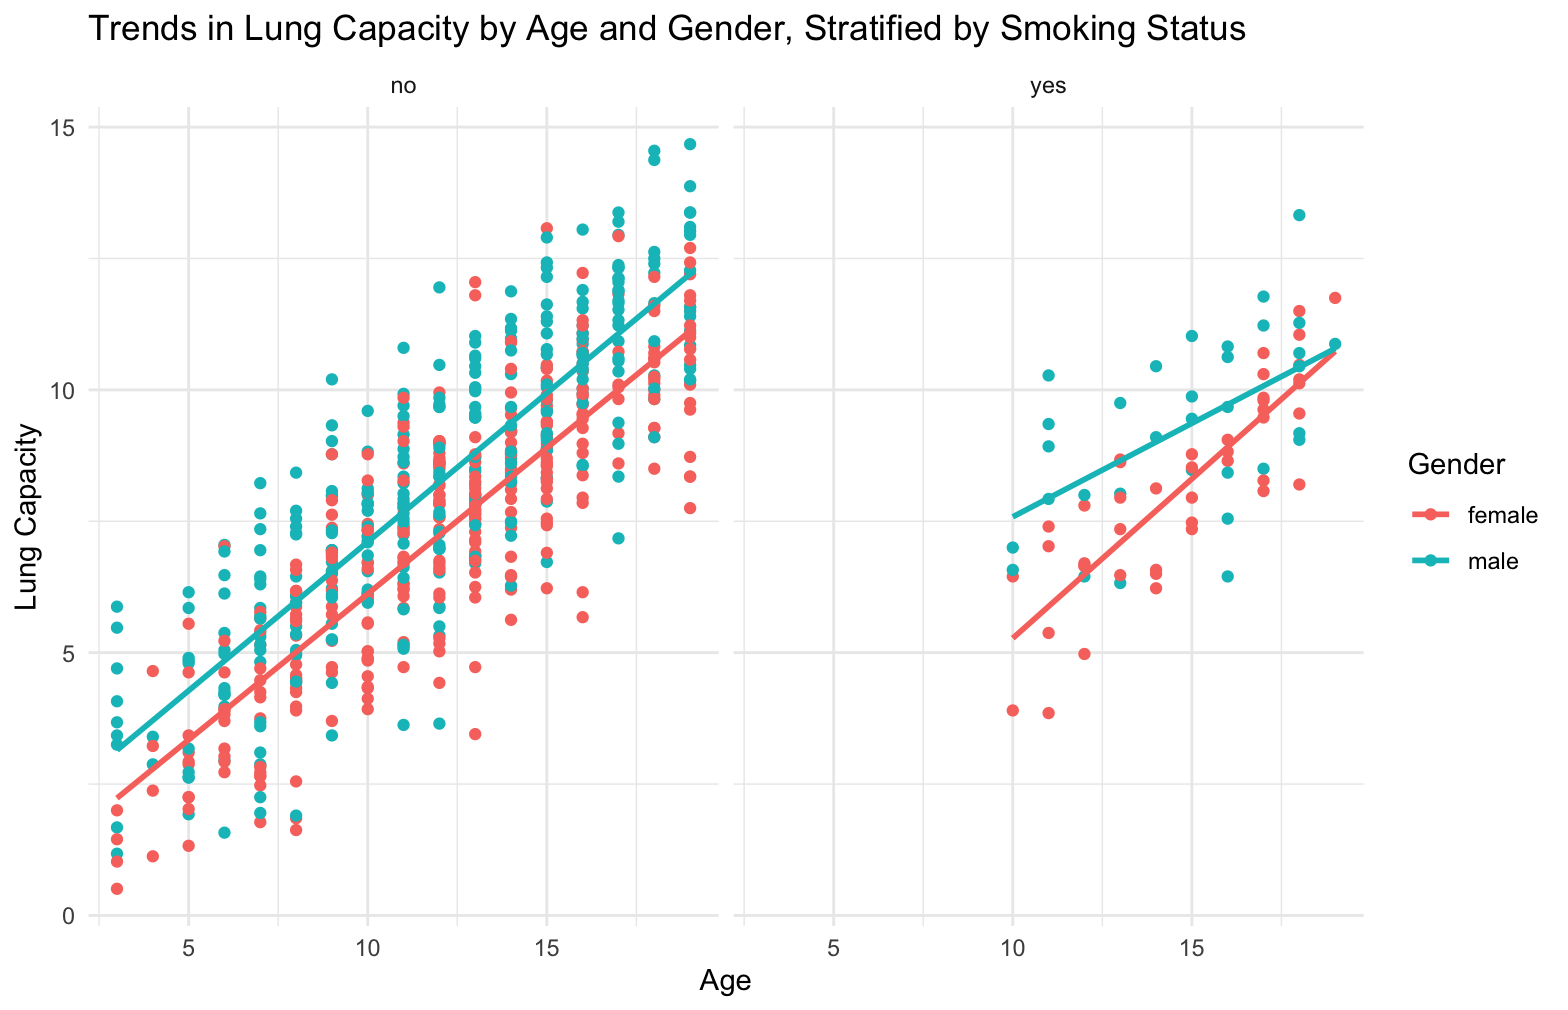 Trends in Lung Capacity by Age and Gender, Stratified by Smoking Status
no
yes
15
10
5
0
Lung Capacity
5
10
15
5
10
15
Age
Gender
female
male